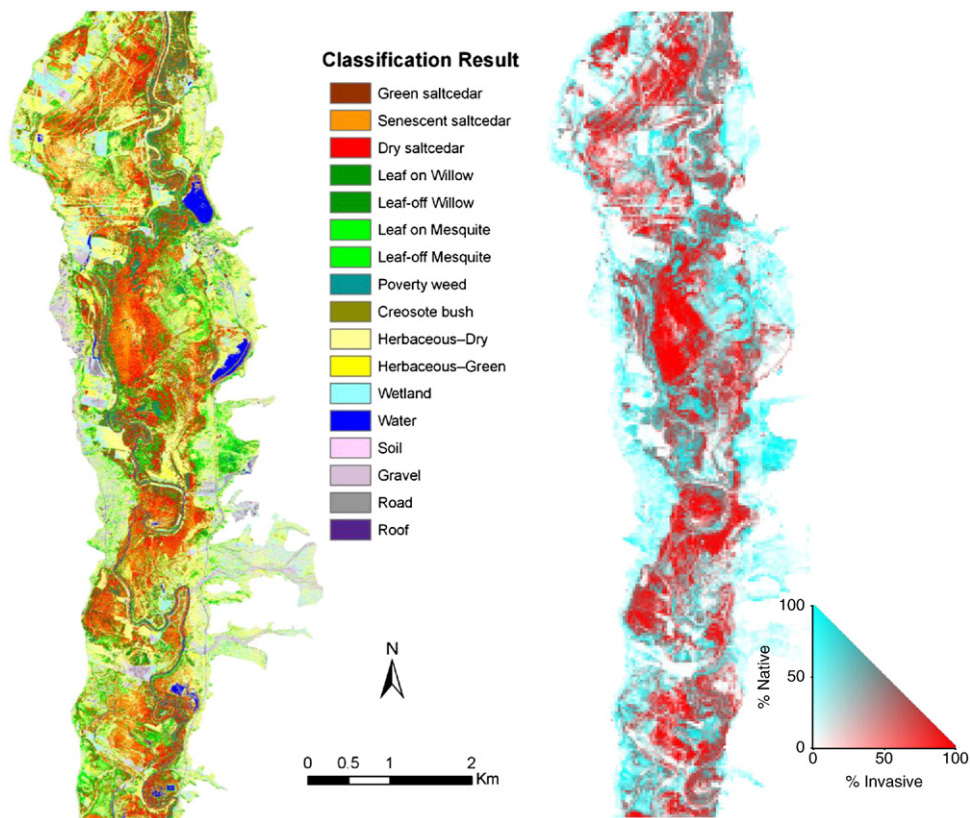 Classification Result
Green saltcedar
Senescent saltcedar
Dry saltcedar
Leaf on Willow
Leaf-off Willow
Leaf on Mesquite
Leaf-off Mesquite
Poverty weed
Creosote bush
Herbaceous–Dry
Herbaceous–Green
Wetland
Water
Soil
Gravel
Road
Roof
N
0 0.5 1 2
Km
100
50
0
% Native
0 50 100
% Invasive